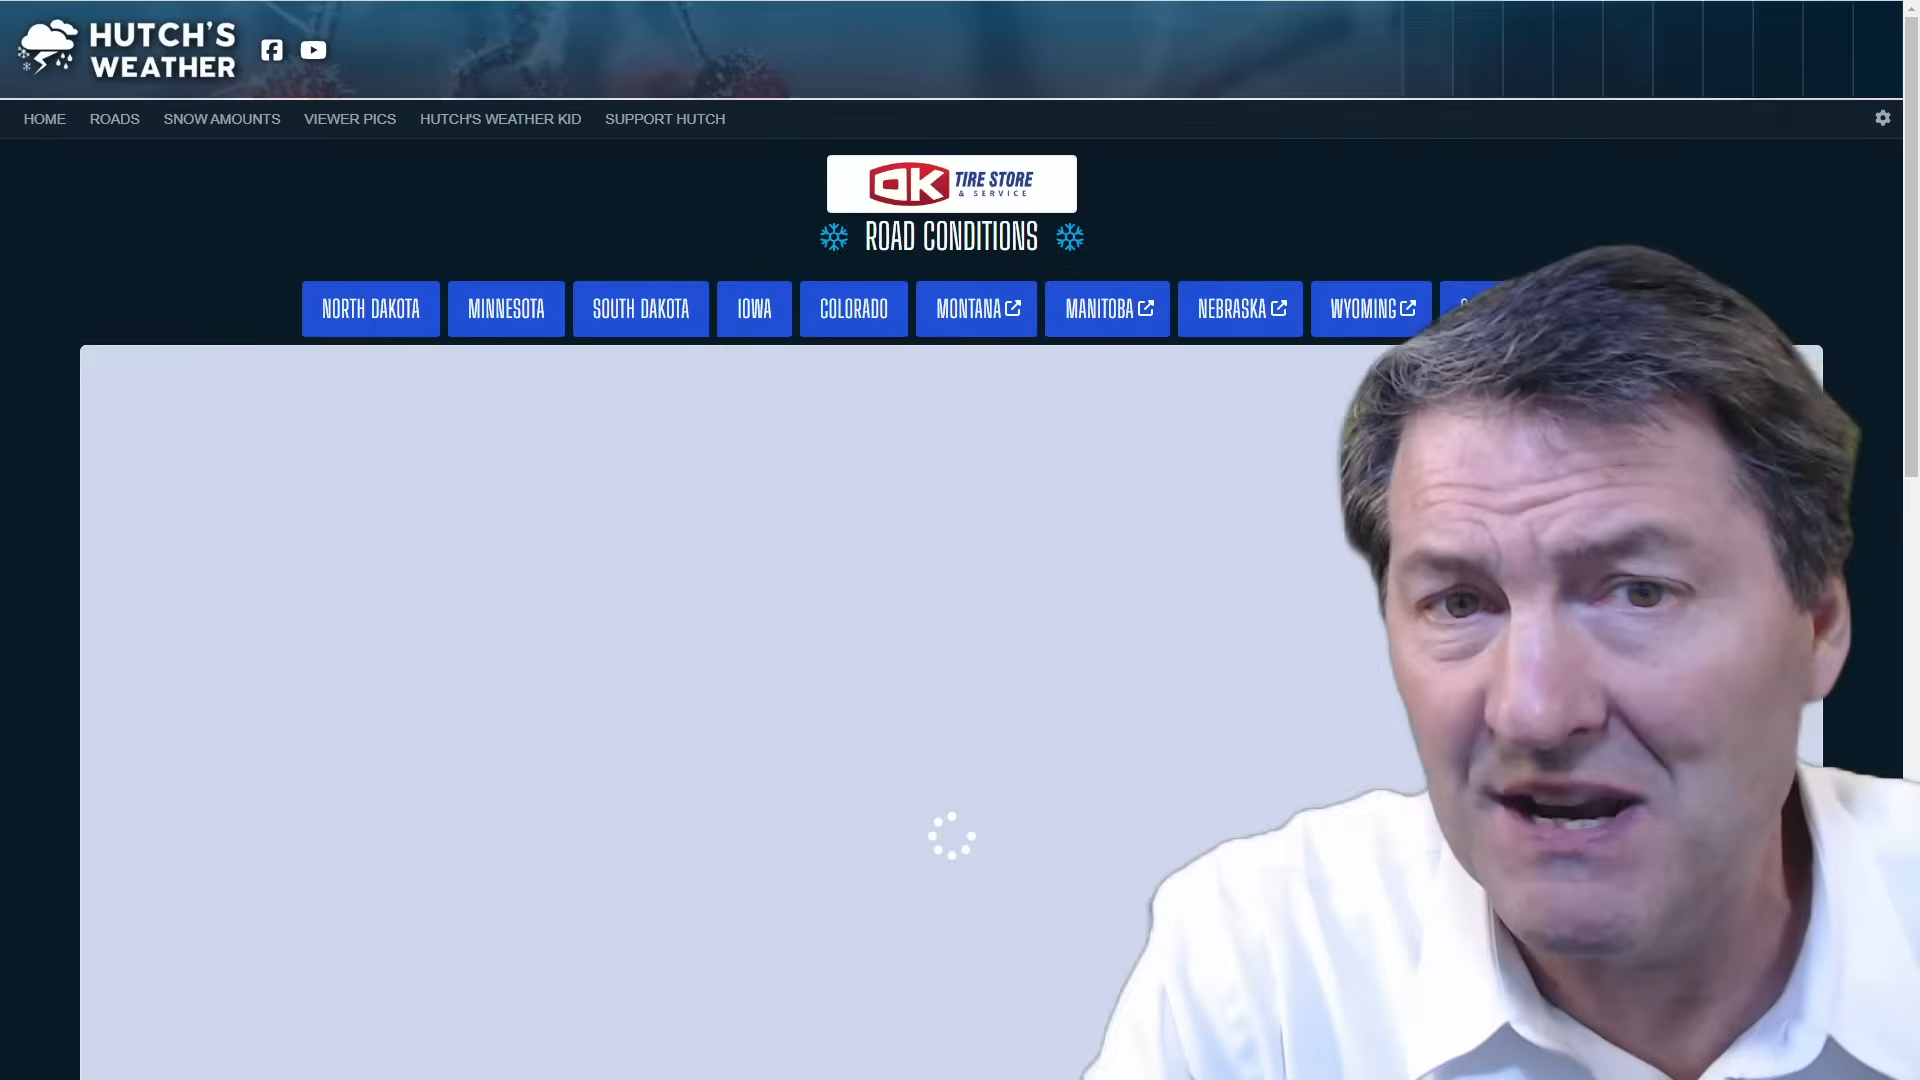 HUTCH'S
WEATHER
HOME ROADS SNOW AMOUNTS VIEWER PICS HUTCH'S WEATHER KID SUPPORT HUTCH
OK TIRE STORE
& SERVICE
ROAD CONDITIONS
NORTH DAKOTA MINNESOTA SOUTH DAKOTA IOWA COLORADO MONTANA MANITOBA NEBRASKA WYOMING